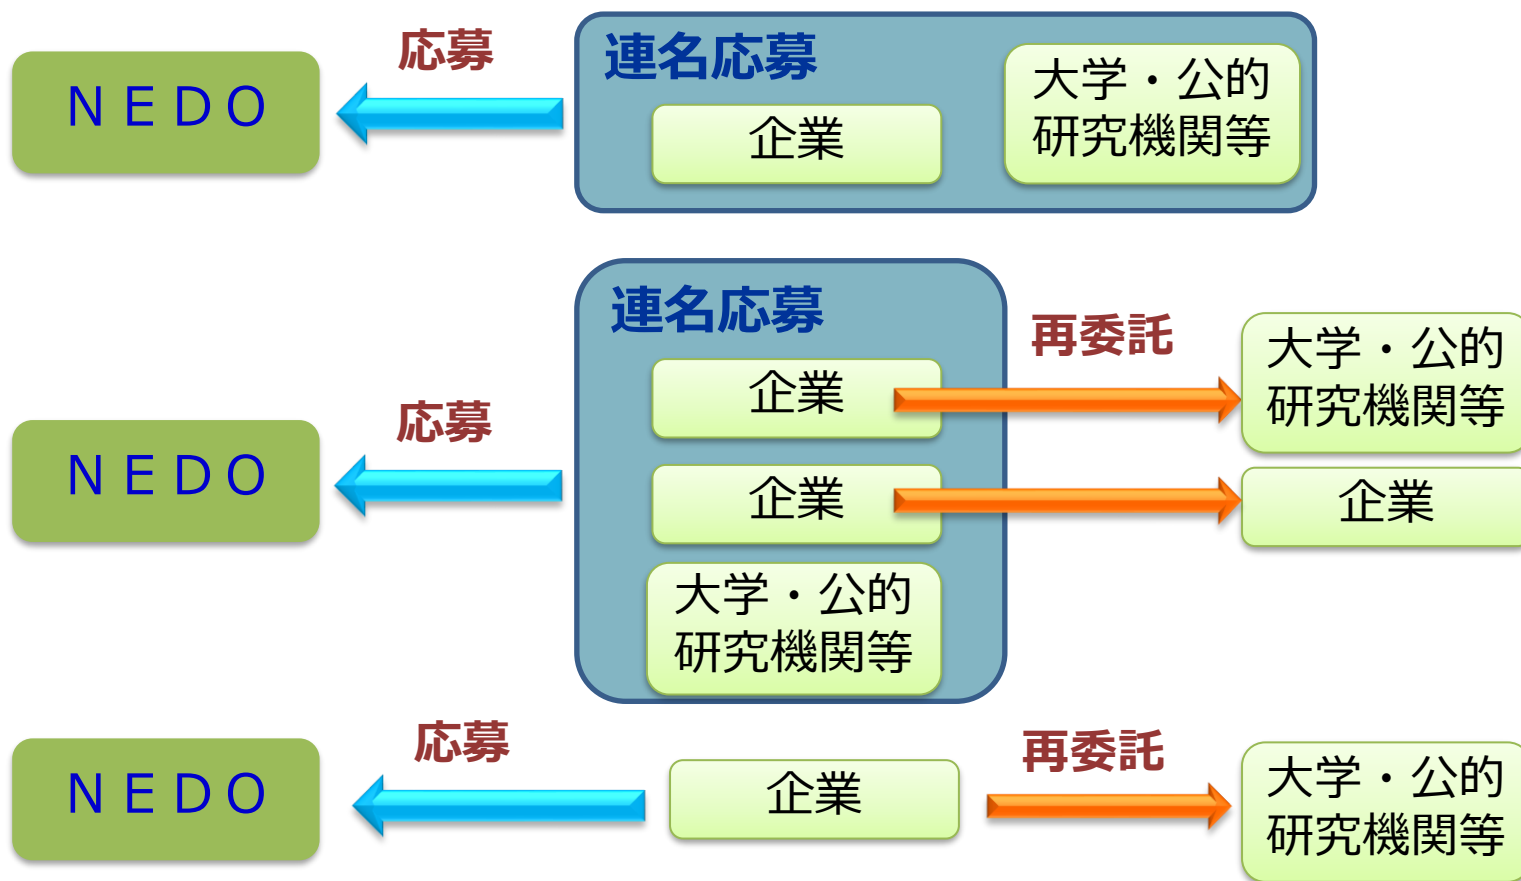 応募
連名応募
ＮＥＤＯ
企業
大学・公的
研究機関等
連名応募
再委託
応募
企業
大学・公的
研究機関等
ＮＥＤＯ
企業
企業
大学・公的
研究機関等
応募
再委託
ＮＥＤＯ
企業
大学・公的
研究機関等